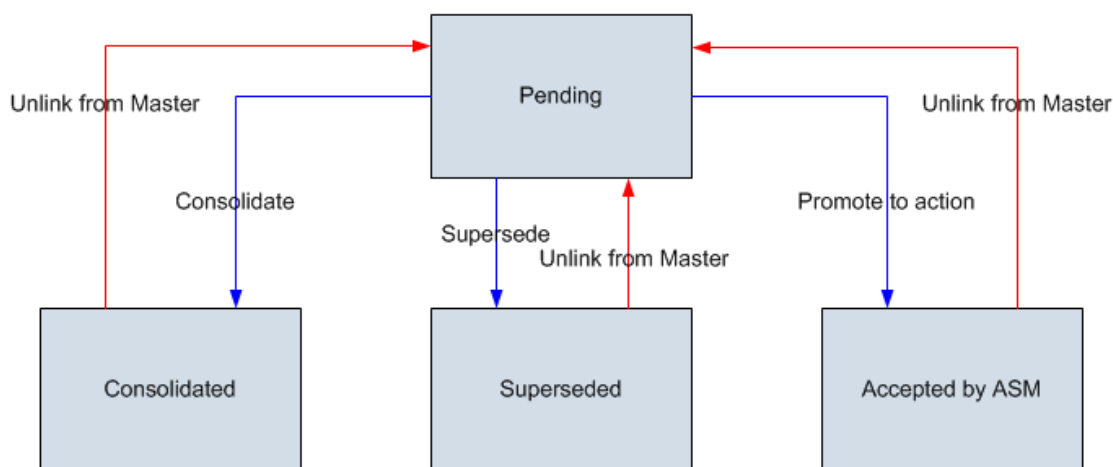 Pending
Unlink from Master
Unlink from Master
Consolidate
Promote to action
Supersede
Unlink from Master
Consolidated
Superseded
Accepted by ASM